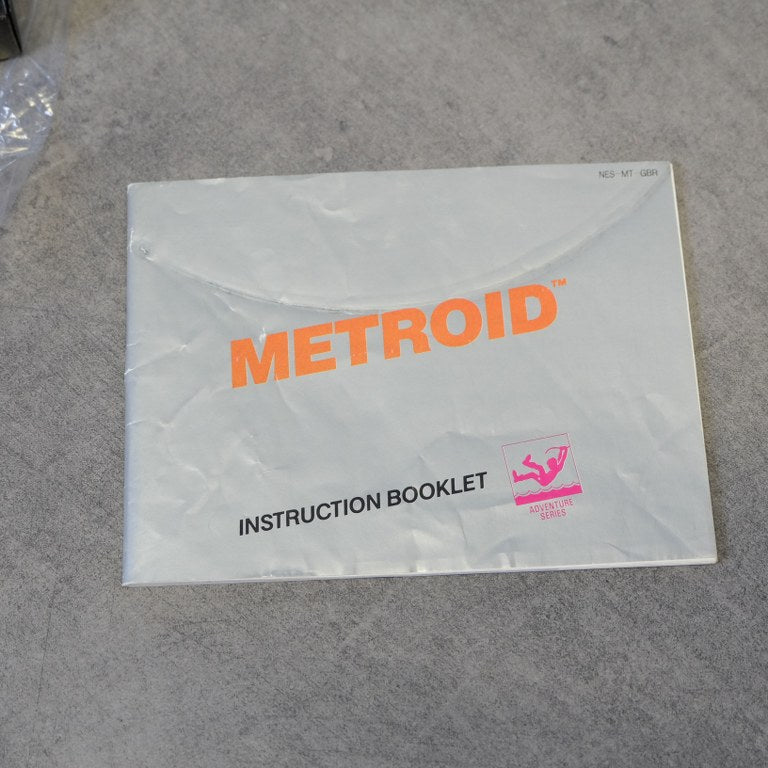 NES-MT-GBR
METROID™
INSTRUCTION BOOKLET
ADVENTURE
SERIES